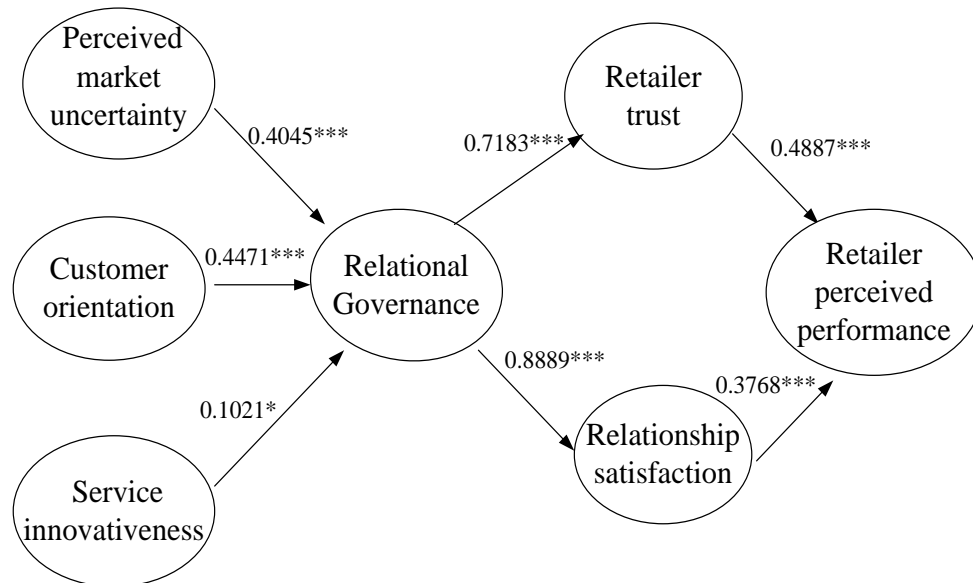 Perceived
market
uncertainty
0.4045***
Customer
orientation
0.4471***
Service
innovativeness
0.1021*
Relational
Governance
0.7183***
0.8889***
Retailer
trust
0.4887***
Relationship
satisfaction
0.3768***
Retailer
perceived
performance